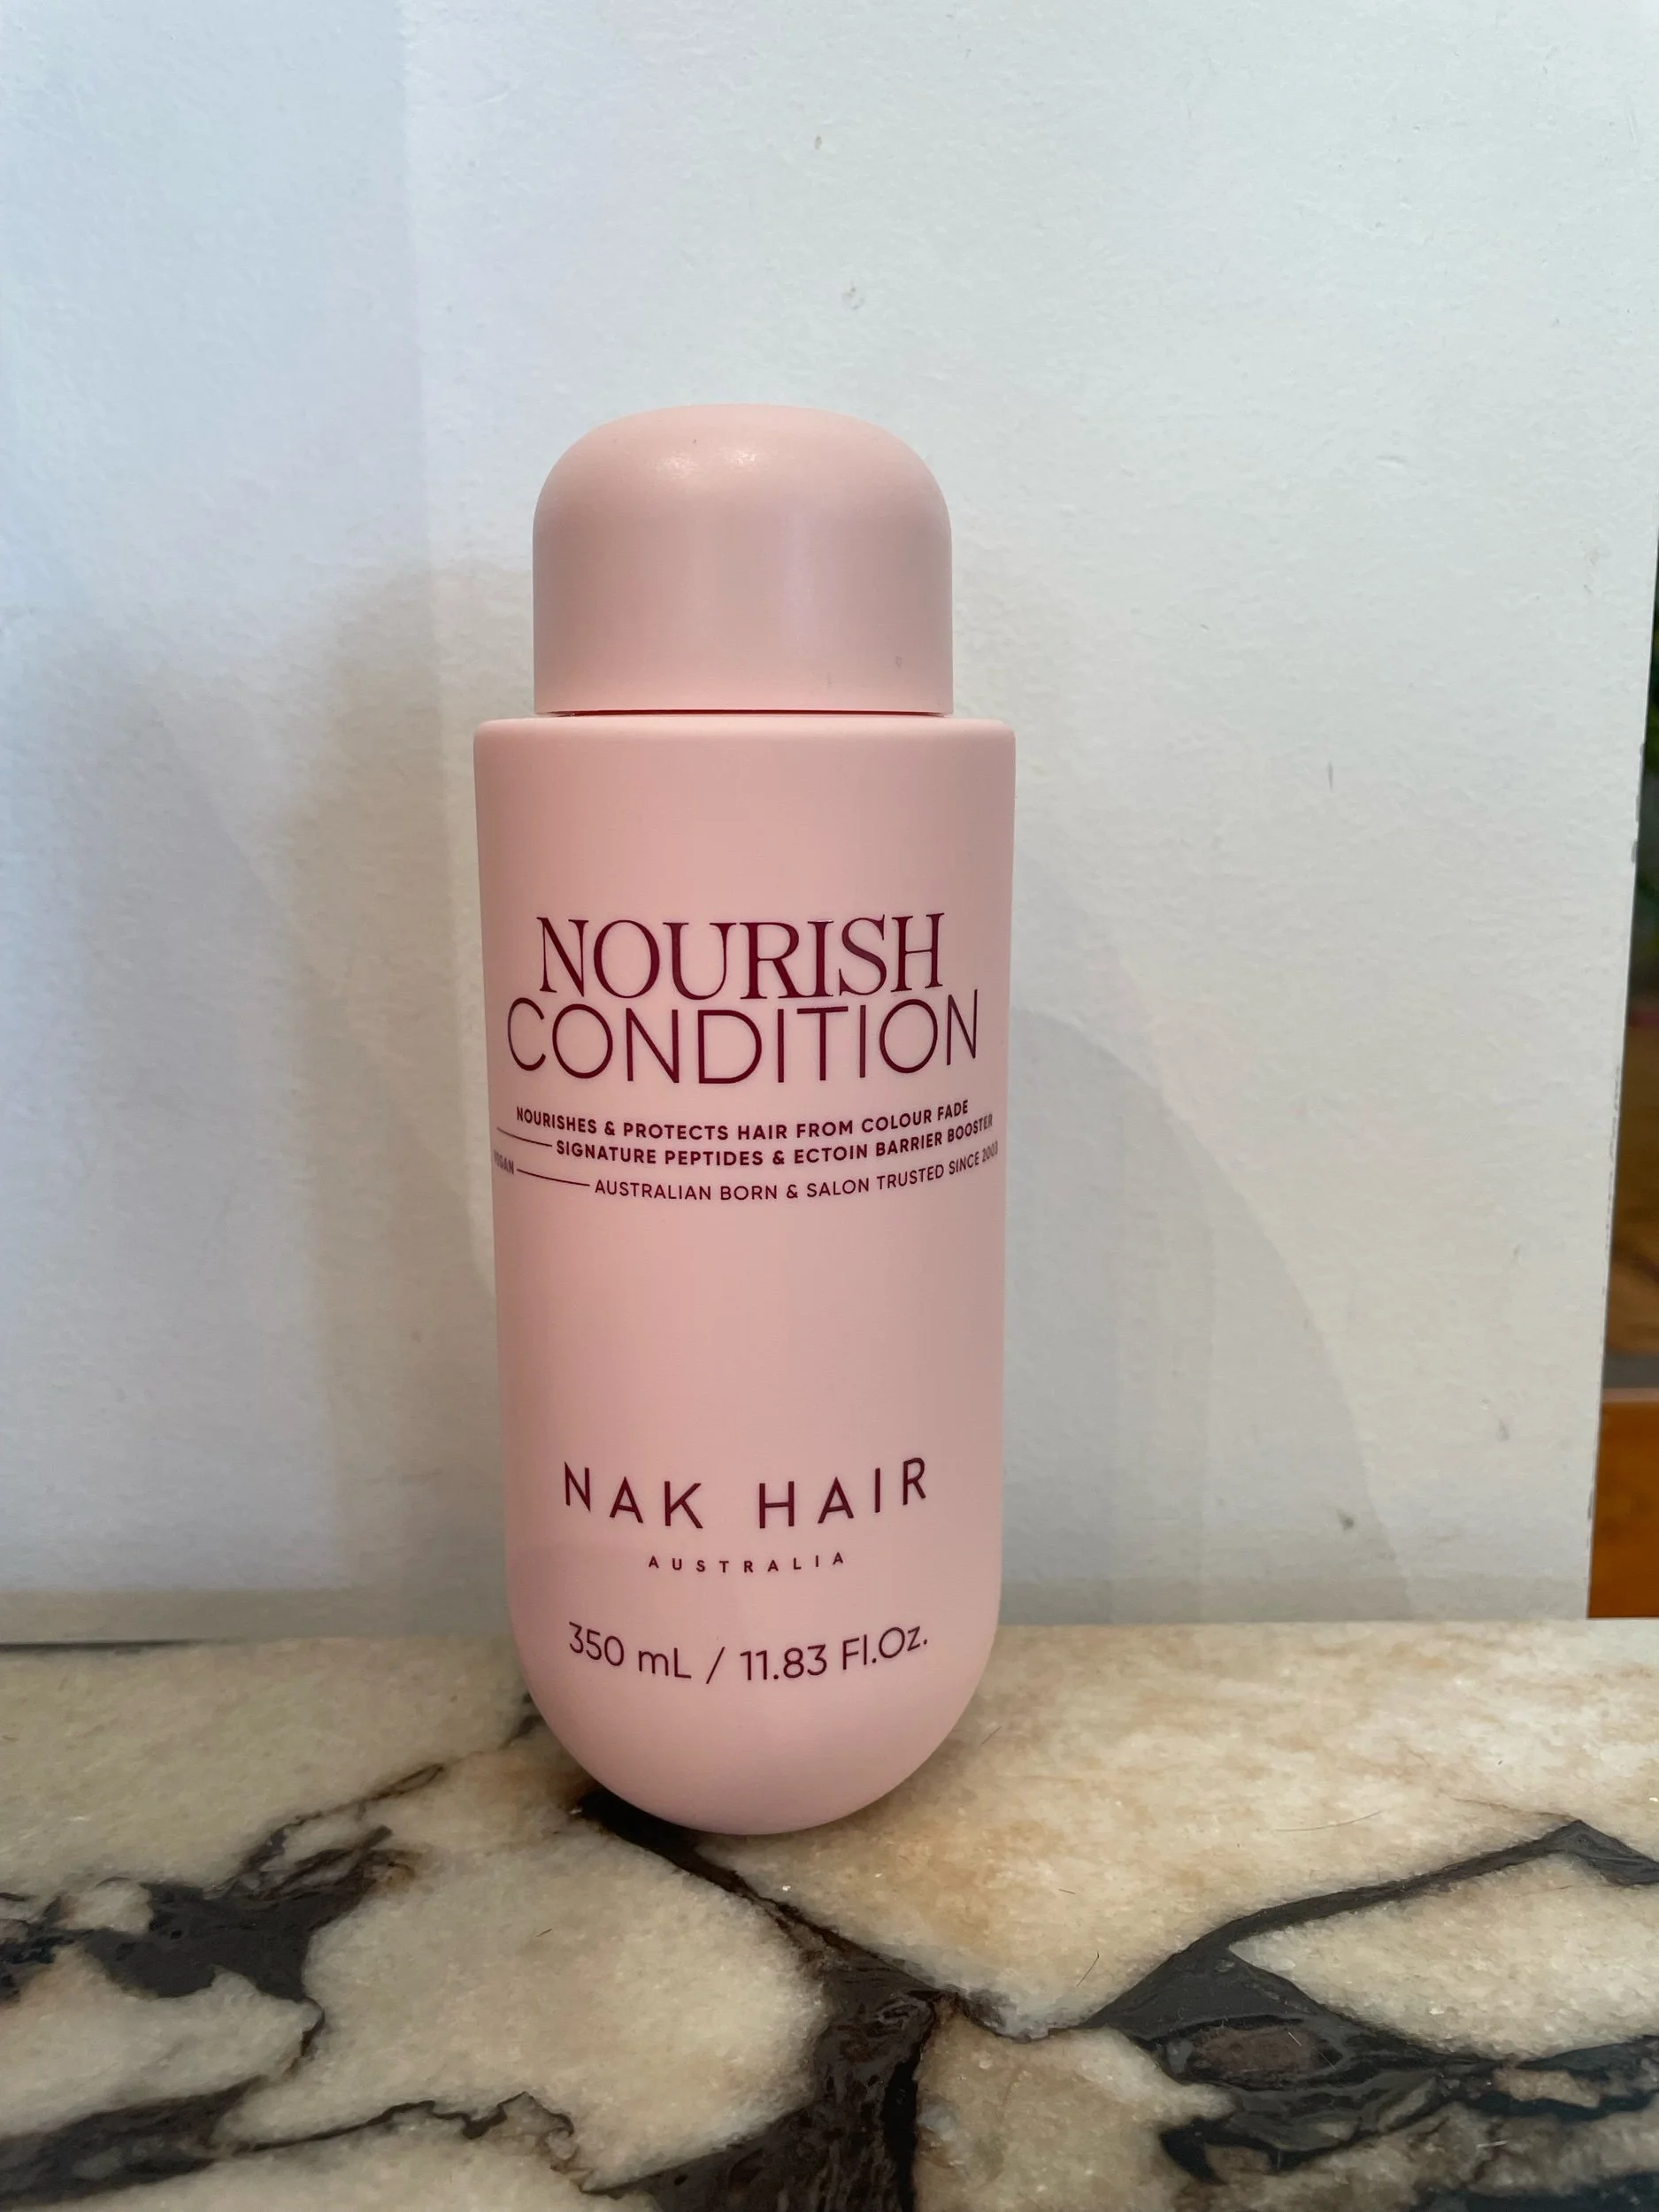 NOURISH
CONDITION
NOURISHES & PROTECTS HAIR FROM COLOUR FADE
SIGNATURE PEPTIDES & ECTOIN BARRIER BOOSTER
AUSTRALIAN BORN & SALON TRUSTED SINCE 2003
NAK HAIR
AUSTRALIA
350 mL / 11.83 Fl.Oz.